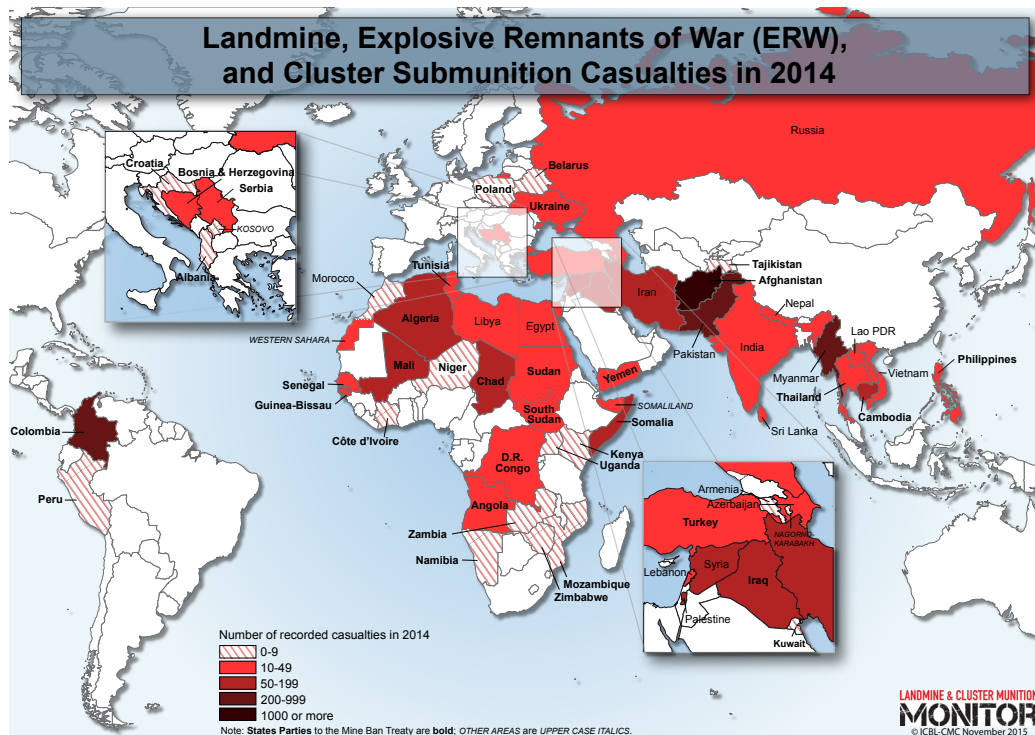 Landmine, Explosive Remnants of War (ERW),
and Cluster Submunition Casualties in 2014
Russia
Croatia
Bosnia & Herzegovina
Serbia
KOSOVO
Albania
Belarus
Poland
Ukraine
Tajikistan
Afghanistan
Tunisia
Morocco
Iran
Nepal
Algeria
Libya
Egypt
India
Lao PDR
WESTERN SAHARA
Pakistan
Vietnam
Philippines
Mali
Niger
Myanmar
Chad
Sudan
Yemen
Thailand
Senegal
SOMALILAND
Guinea-Bissau
South
Sudan
Somalia
Cambodia
Colombia
Sri Lanka
Côte d'Ivoire
Kenya
Uganda
D.R.
Congo
Peru
Angola
Zambia
Namibia
Mozambique
Zimbabwe
Armenia
Azerbaijan
Turkey
NAGORNO-
KARABAKH
Lebanon
Syria
Iraq
Palestine
Kuwait
Number of recorded casualties in 2014
0-9
10-49
50-199
200-999
1000 or more
Note: States Parties to the Mine Ban Treaty are bold; OTHER AREAS are UPPER CASE ITALICS.
LANDMINE & CLUSTER MUNITION
MONITOR
© ICBL-CMC November 2015